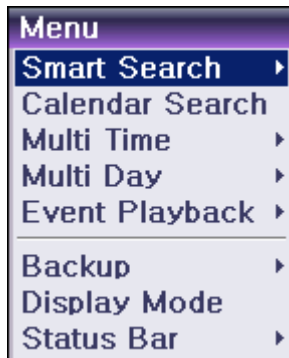 Menu
Smart Search
Calendar Search
Multi Time
Multi Day
Event Playback
Backup
Display Mode
Status Bar